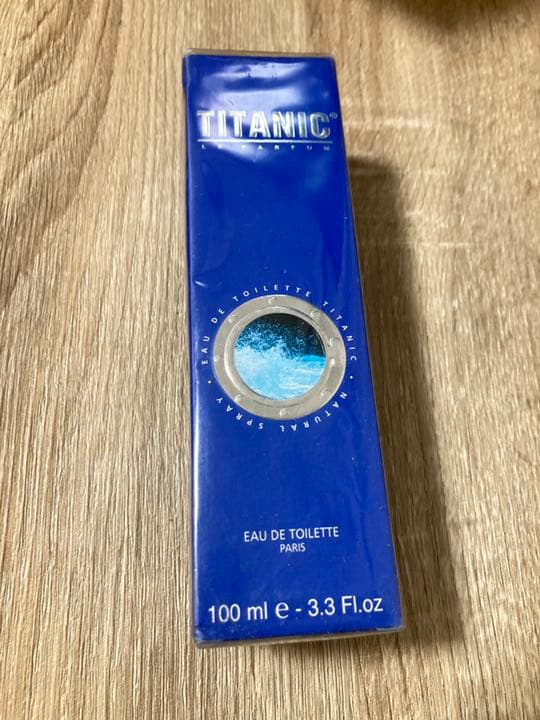 TITANIC®
LE PARFUM
EAU DE TOILETTE TITANIC • NATURAL SPRAY •
EAU DE TOILETTE
PARIS
100 ml e - 3.3 Fl.oz